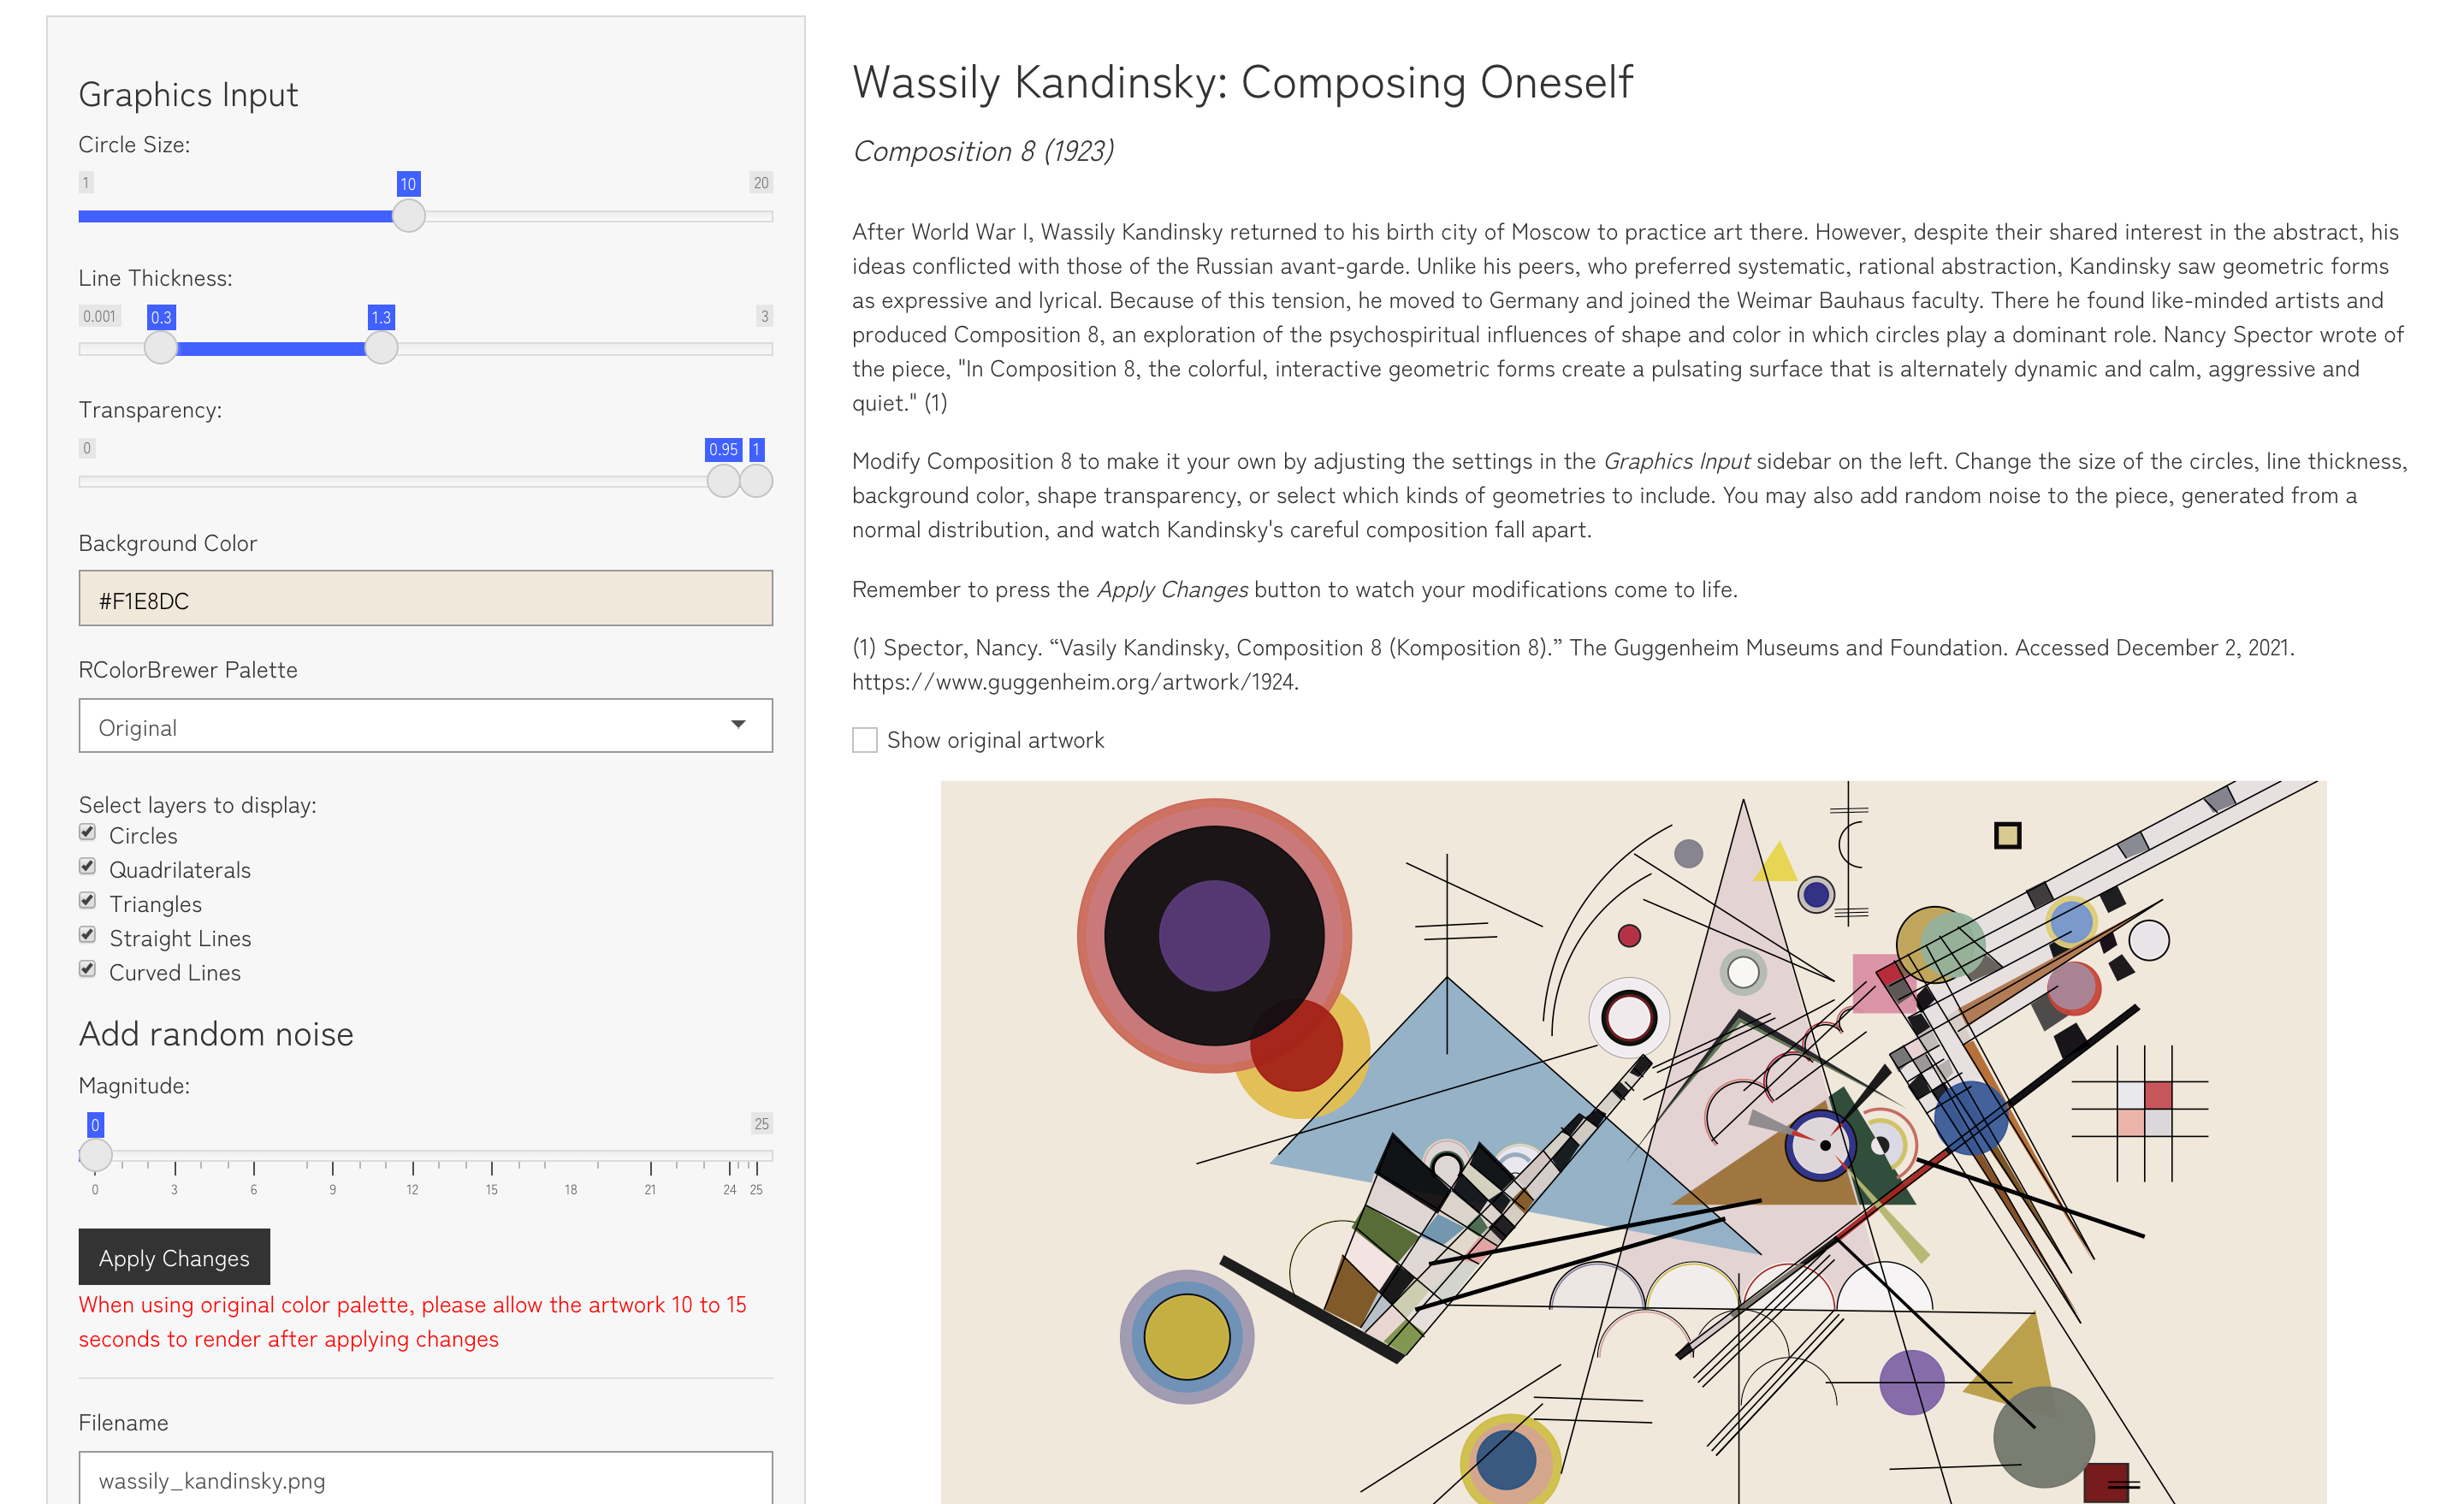 Graphics Input
Circle Size:
1
10
20
Line Thickness:
0.001
0.3
1.3
3
Transparency:
0
0.95
1
Background Color
#F1E8DC
RColorBrewer Palette
Original
Select layers to display:
Circles
Quadrilaterals
Triangles
Straight Lines
Curved Lines
Add random noise
Magnitude:
0
25
0 3 6 9 12 15 18 21 24 25
Apply Changes
When using original color palette, please allow the artwork 10 to 15
seconds to render after applying changes
Filename
wassily_kandinsky.png
Wassily Kandinsky: Composing Oneself
Composition 8 (1923)
After World War I, Wassily Kandinsky returned to his birth city of Moscow to practice art there. However, despite their shared interest in the abstract, his
ideas conflicted with those of the Russian avant-garde. Unlike his peers, who preferred systematic, rational abstraction, Kandinsky saw geometric forms
as expressive and lyrical. Because of this tension, he moved to Germany and joined the Weimar Bauhaus faculty. There he found like-minded artists and
produced Composition 8, an exploration of the psychospiritual influences of shape and color in which circles play a dominant role. Nancy Spector wrote of
the piece, "In Composition 8, the colorful, interactive geometric forms create a pulsating surface that is alternately dynamic and calm, aggressive and
quiet." (1)
Modify Composition 8 to make it your own by adjusting the settings in the Graphics Input sidebar on the left. Change the size of the circles, line thickness,
background color, shape transparency, or select which kinds of geometries to include. You may also add random noise to the piece, generated from a
normal distribution, and watch Kandinsky's careful composition fall apart.
Remember to press the Apply Changes button to watch your modifications come to life.
(1) Spector, Nancy. “Vasily Kandinsky, Composition 8 (Komposition 8).” The Guggenheim Museums and Foundation. Accessed December 2, 2021.
https://www.guggenheim.org/artwork/1924.
Show original artwork